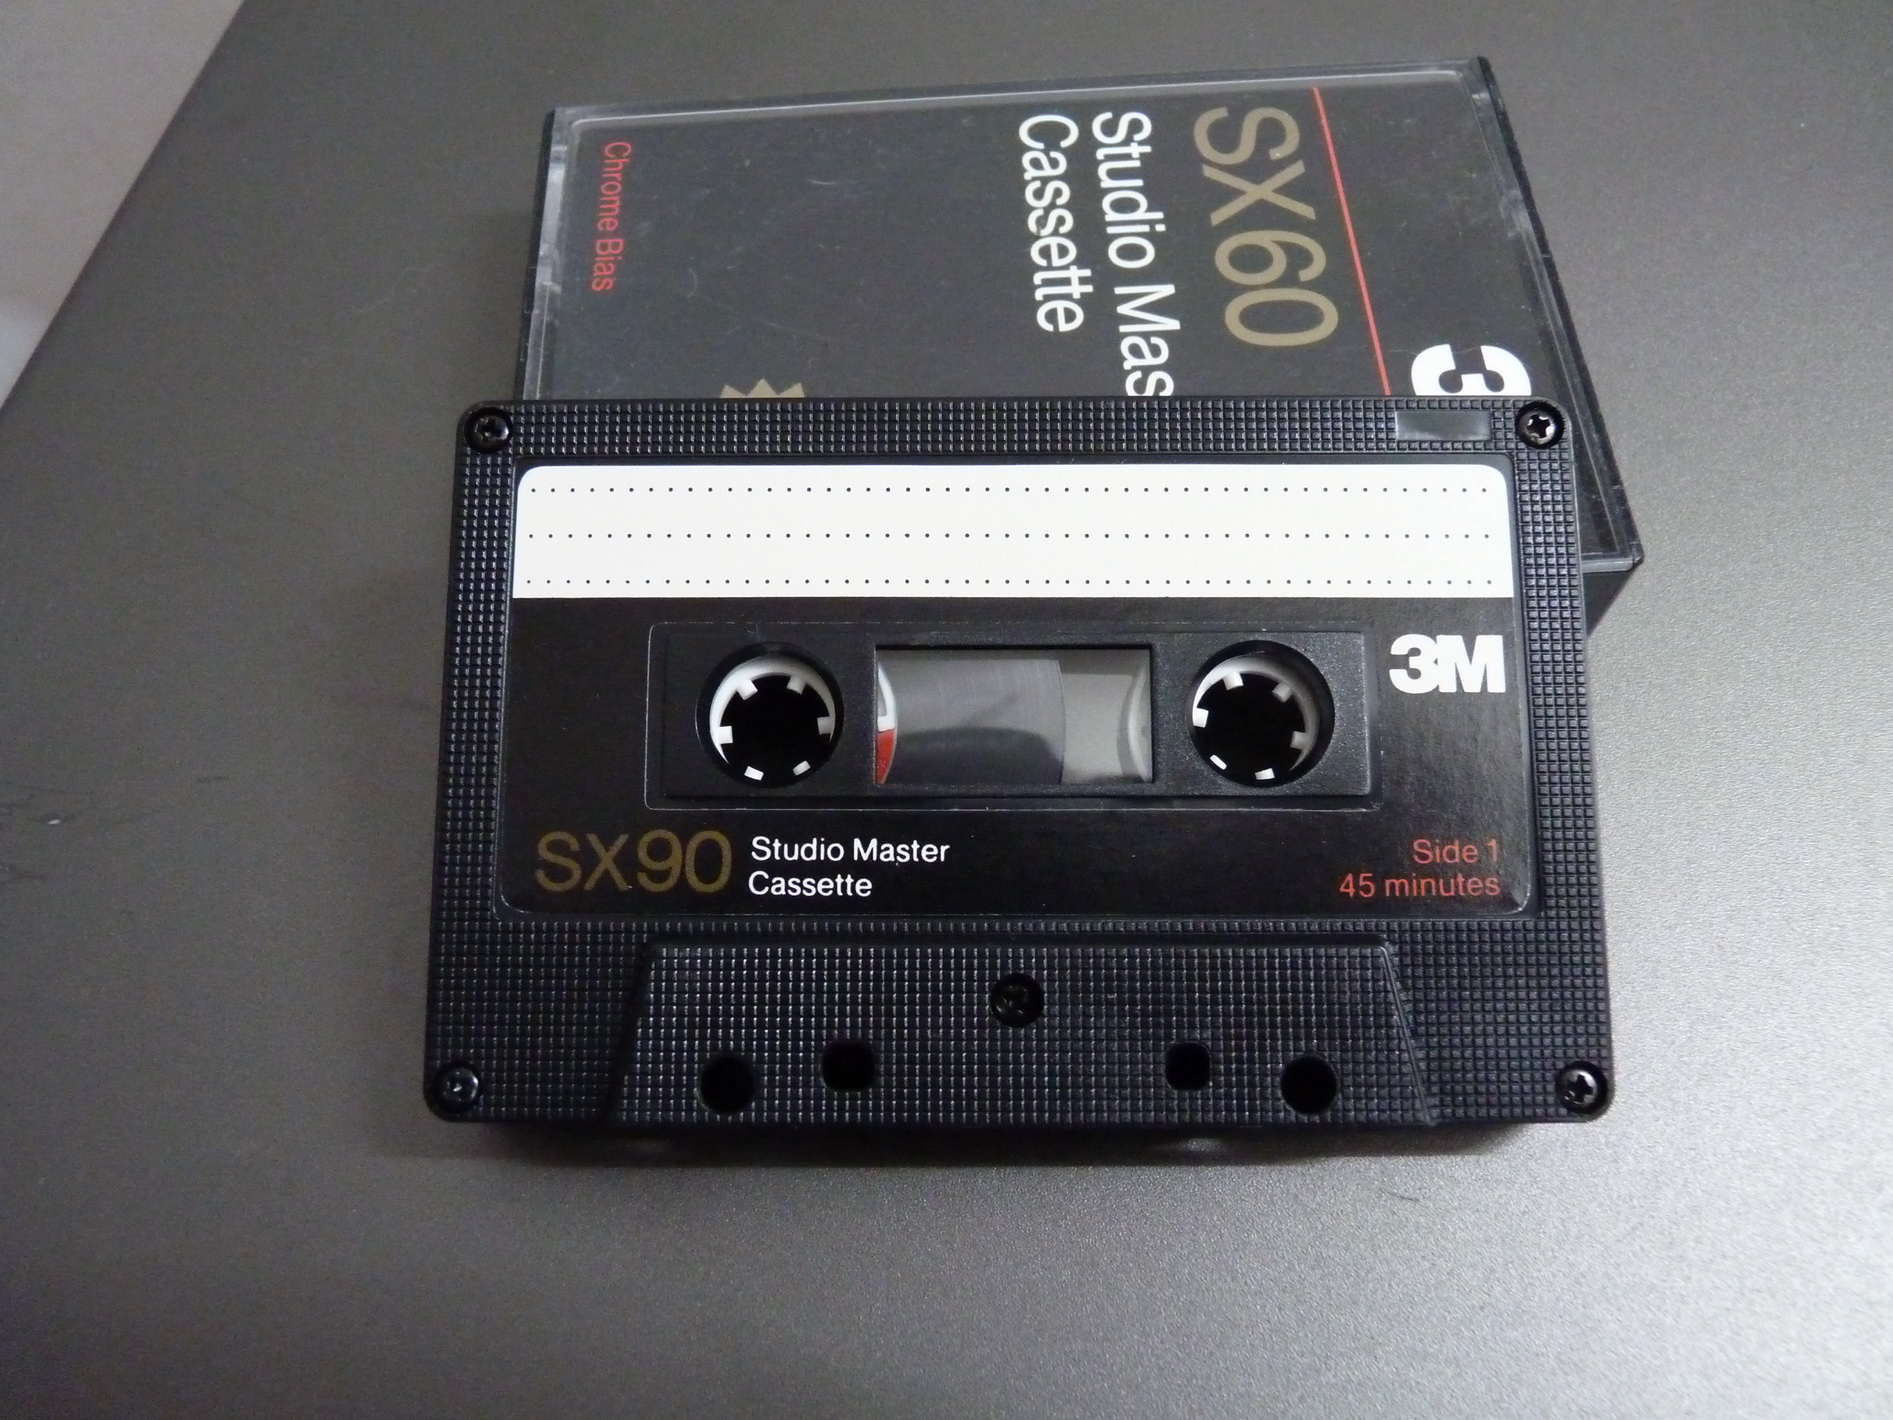 SX60
Studio Mas
Cassette
Chrome Bias
3M
SX90
Studio Master
Cassette
Side 1
45 minutes